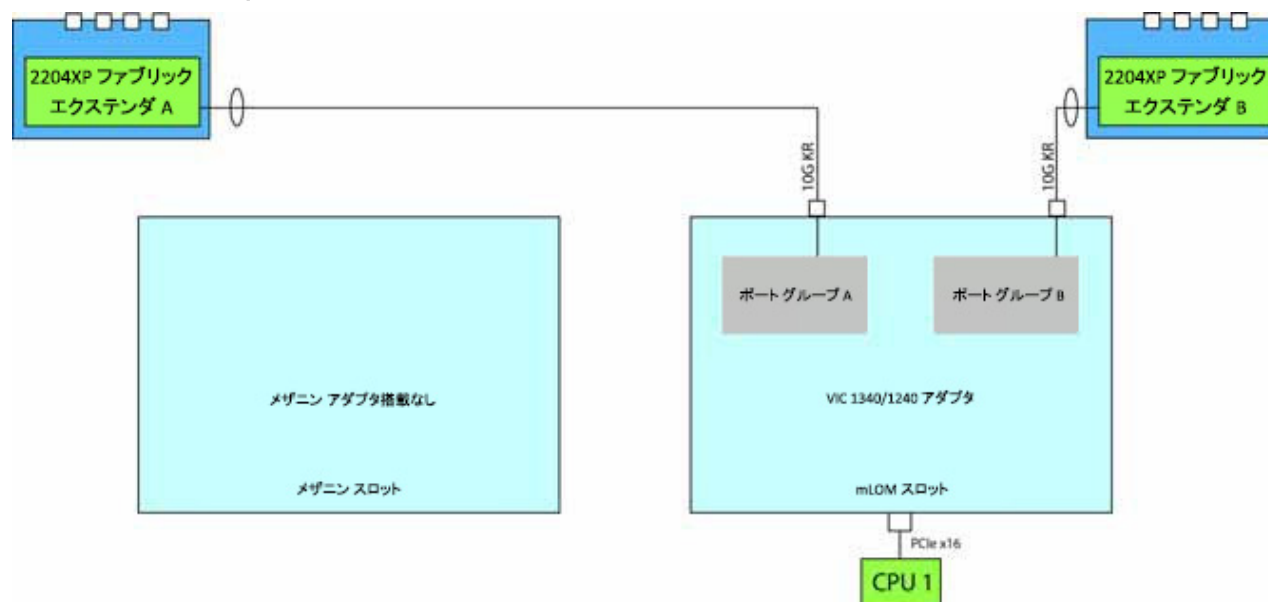 2204XP ファブリック
エクステンダ A
2204XP ファブリック
エクステンダ B
10G KR
10G KR
ポート グループ A
ポート グループ B
メザニン アダプタ搭載なし
VIC 1340/1240 アダプタ
メザニン スロット
mLOM スロット
PCIe x16
CPU 1